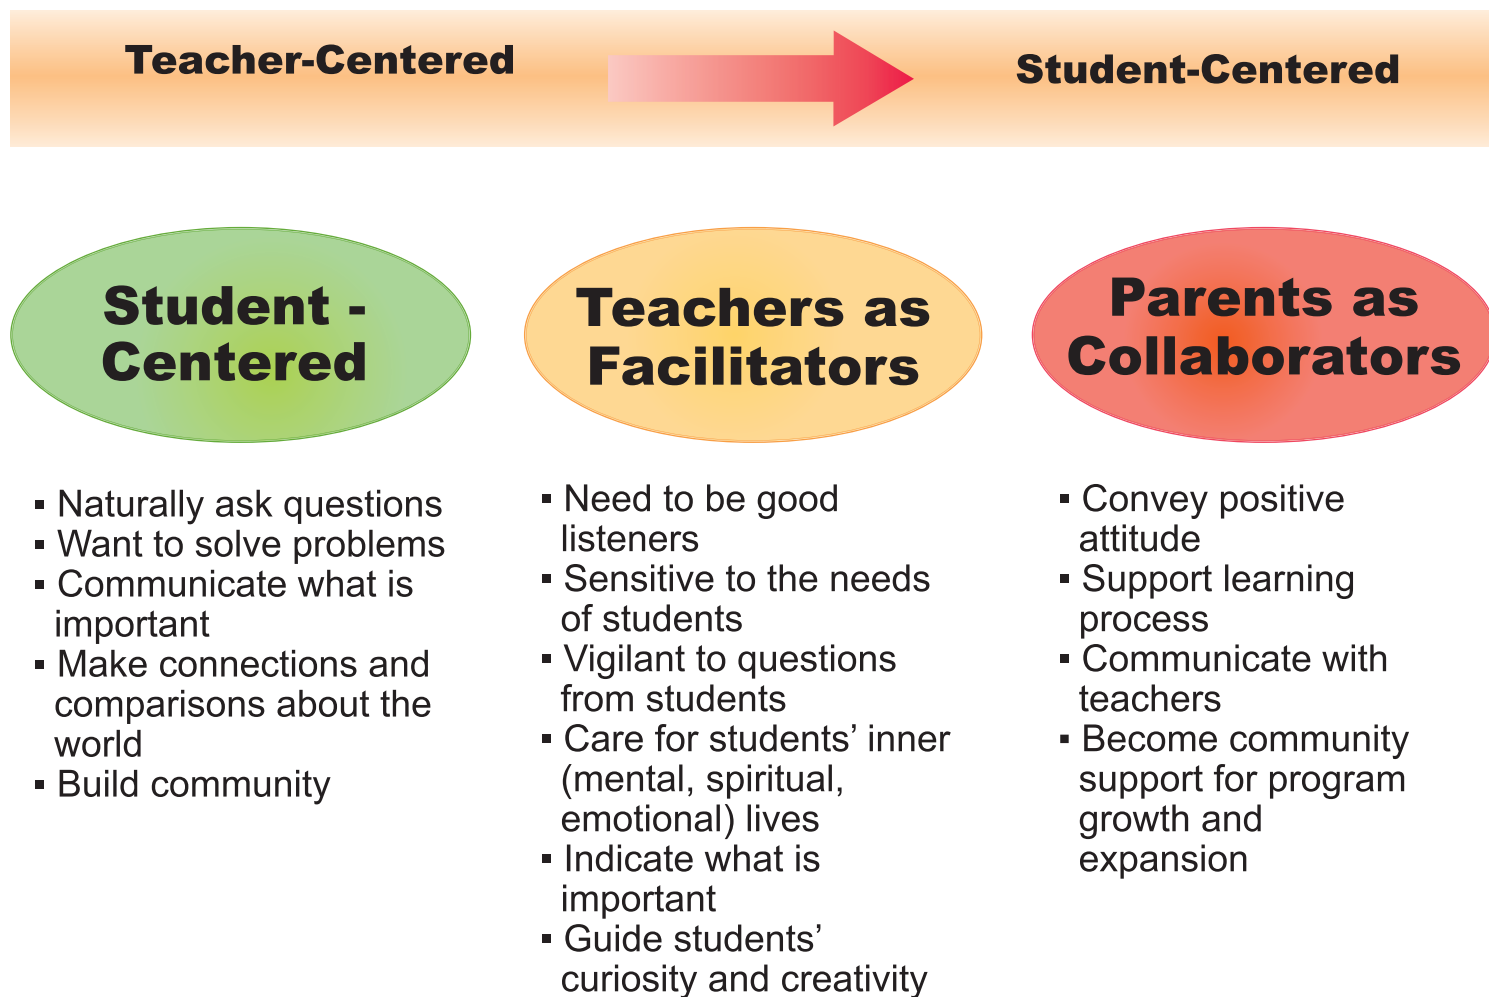 Teacher-Centered
Student-Centered
Student -
Centered
▪ Naturally ask questions
▪ Want to solve problems
▪ Communicate what is
important
▪ Make connections and
comparisons about the
world
▪ Build community
Teachers as
Facilitators
▪ Need to be good
listeners
▪ Sensitive to the needs
of students
▪ Vigilant to questions
from students
▪ Care for students’ inner
(mental, spiritual,
emotional) lives
▪ Indicate what is
important
▪ Guide students’
curiosity and creativity
Parents as
Collaborators
▪ Convey positive
attitude
▪ Support learning
process
▪ Communicate with
teachers
▪ Become community
support for program
growth and
expansion